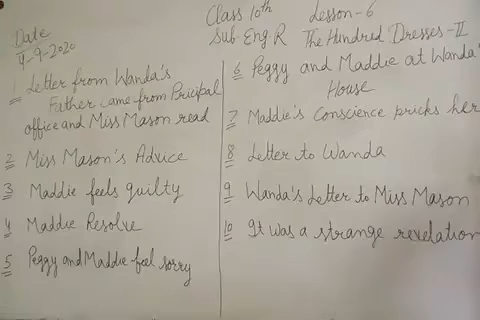 Date
4-9-2020
Class 10th Lesson-6
Sub Eng. R The Hundred Dresses-II
1 Letter from Wanda's
Father came from Pricipal
office and Miss Mason read
2 Miss Mason's Advice
3 Maddie feels guilty
4 Maddie Resolve
5 Peggy and Maddie feel sorry
6 Peggy and Maddie at Wanda's
House
7 Maddie's Conscience pricks her
8 Letter to Wanda
9 Wanda's Letter to Miss Mason
10 It was a strange revelation